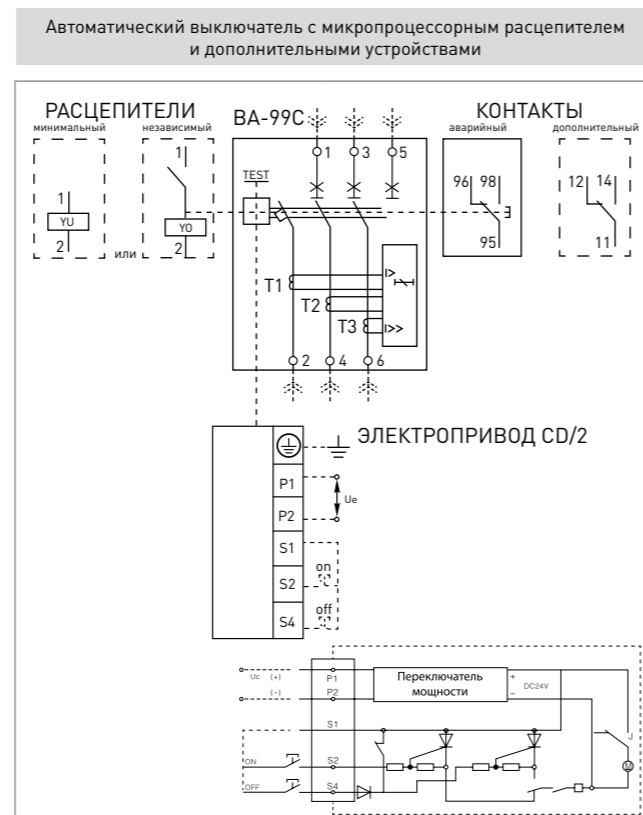 Автоматический выключатель с микропроцессорным расцепителем
и дополнительными устройствами
РАСЦЕПИТЕЛИ
ВА-99С
КОНТАКТЫ
минимальный
независимый
аварийный
дополнительный
1
1 3 5
TEST
96 98
12 14
1
YU
YO
2
или
2
95
11
I>
T1
T2
T3
I>>
2 4 6
ЭЛЕКТРОПРИВОД CD/2
P1
Ue
P2
S1
on
S2
off
S4
Uc (+)
P1
Переключатель
мощности
+
DC24V
(−)
P2
−
S1
J
ON
S2
M
OFF
S4